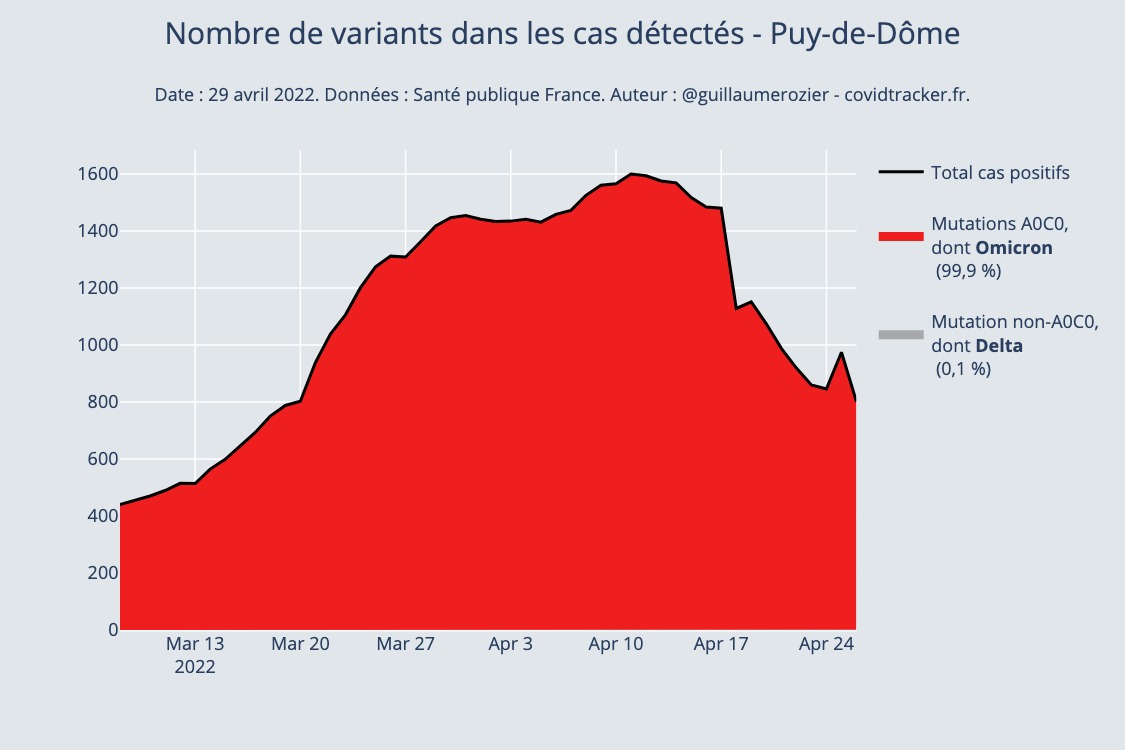 Nombre de variants dans les cas détectés - Puy-de-Dôme
Date : 29 avril 2022. Données : Santé publique France. Auteur : @guillaumerozier - covidtracker.fr.
1600
1400
1200
1000
800
600
400
200
0
Mar 13
2022
Mar 20
Mar 27
Apr 3
Apr 10
Apr 17
Apr 24
Total cas positifs
Mutations A0C0,
dont Omicron
(99,9 %)
Mutation non-A0C0,
dont Delta
(0,1 %)